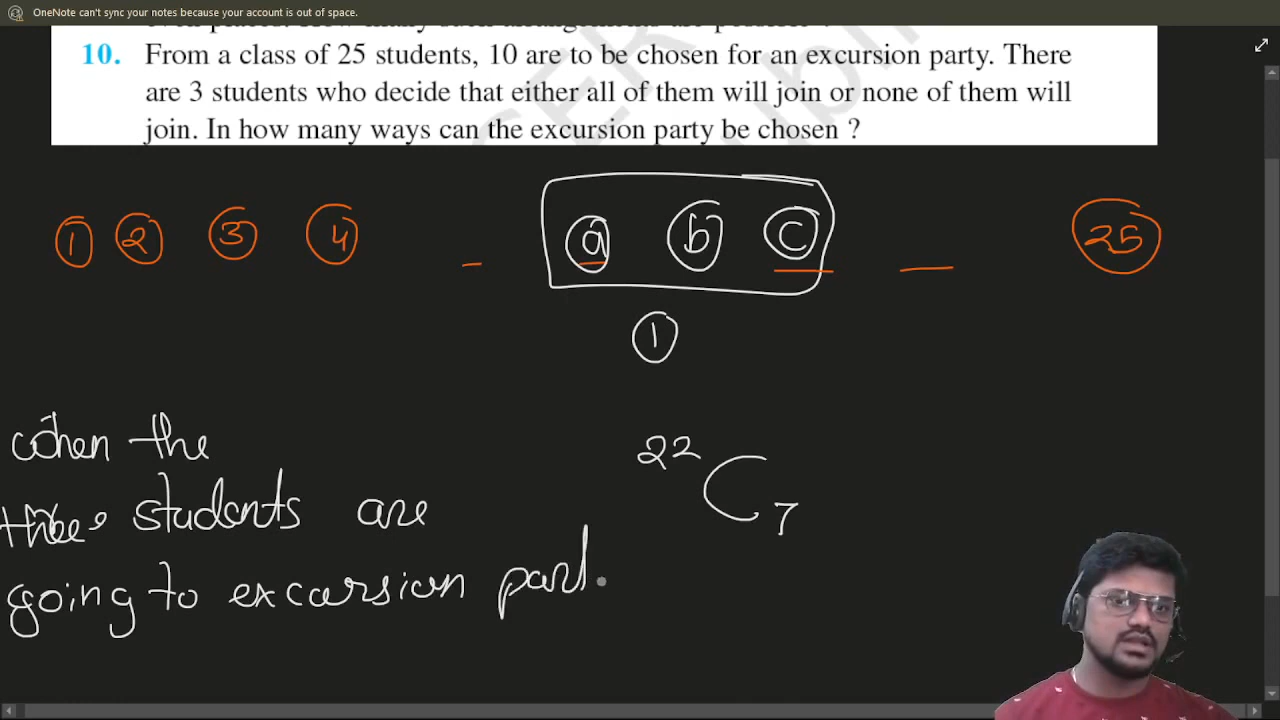 OneNote can't sync your notes because your account is out of space.
10. From a class of 25 students, 10 are to be chosen for an excursion party. There
are 3 students who decide that either all of them will join or none of them will
join. In how many ways can the excursion party be chosen ?
1 2 3 4 a b c 25
1
when the
22C7
three students are
going to excursion part